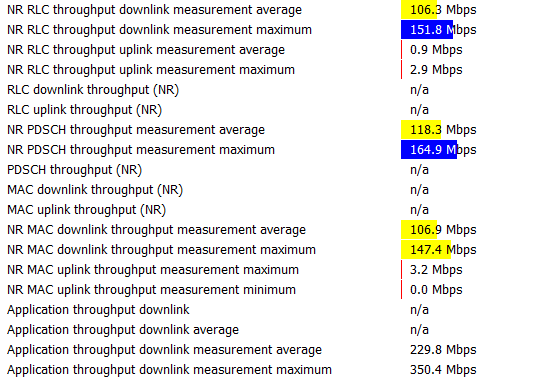 NR RLC throughput downlink measurement average 106.3 Mbps
NR RLC throughput downlink measurement maximum 151.8 Mbps
NR RLC throughput uplink measurement average 0.9 Mbps
NR RLC throughput uplink measurement maximum 2.9 Mbps
RLC downlink throughput (NR) n/a
RLC uplink throughput (NR) n/a
NR PDSCH throughput measurement average 118.3 Mbps
NR PDSCH throughput measurement maximum 164.9 Mbps
PDSCH throughput (NR) n/a
MAC downlink throughput (NR) n/a
MAC uplink throughput (NR) n/a
NR MAC downlink throughput measurement average 106.9 Mbps
NR MAC downlink throughput measurement maximum 147.4 Mbps
NR MAC uplink throughput measurement maximum 3.2 Mbps
NR MAC uplink throughput measurement minimum 0.0 Mbps
Application throughput downlink n/a
Application throughput downlink average n/a
Application throughput downlink measurement average 229.8 Mbps
Application throughput downlink measurement maximum 350.4 Mbps